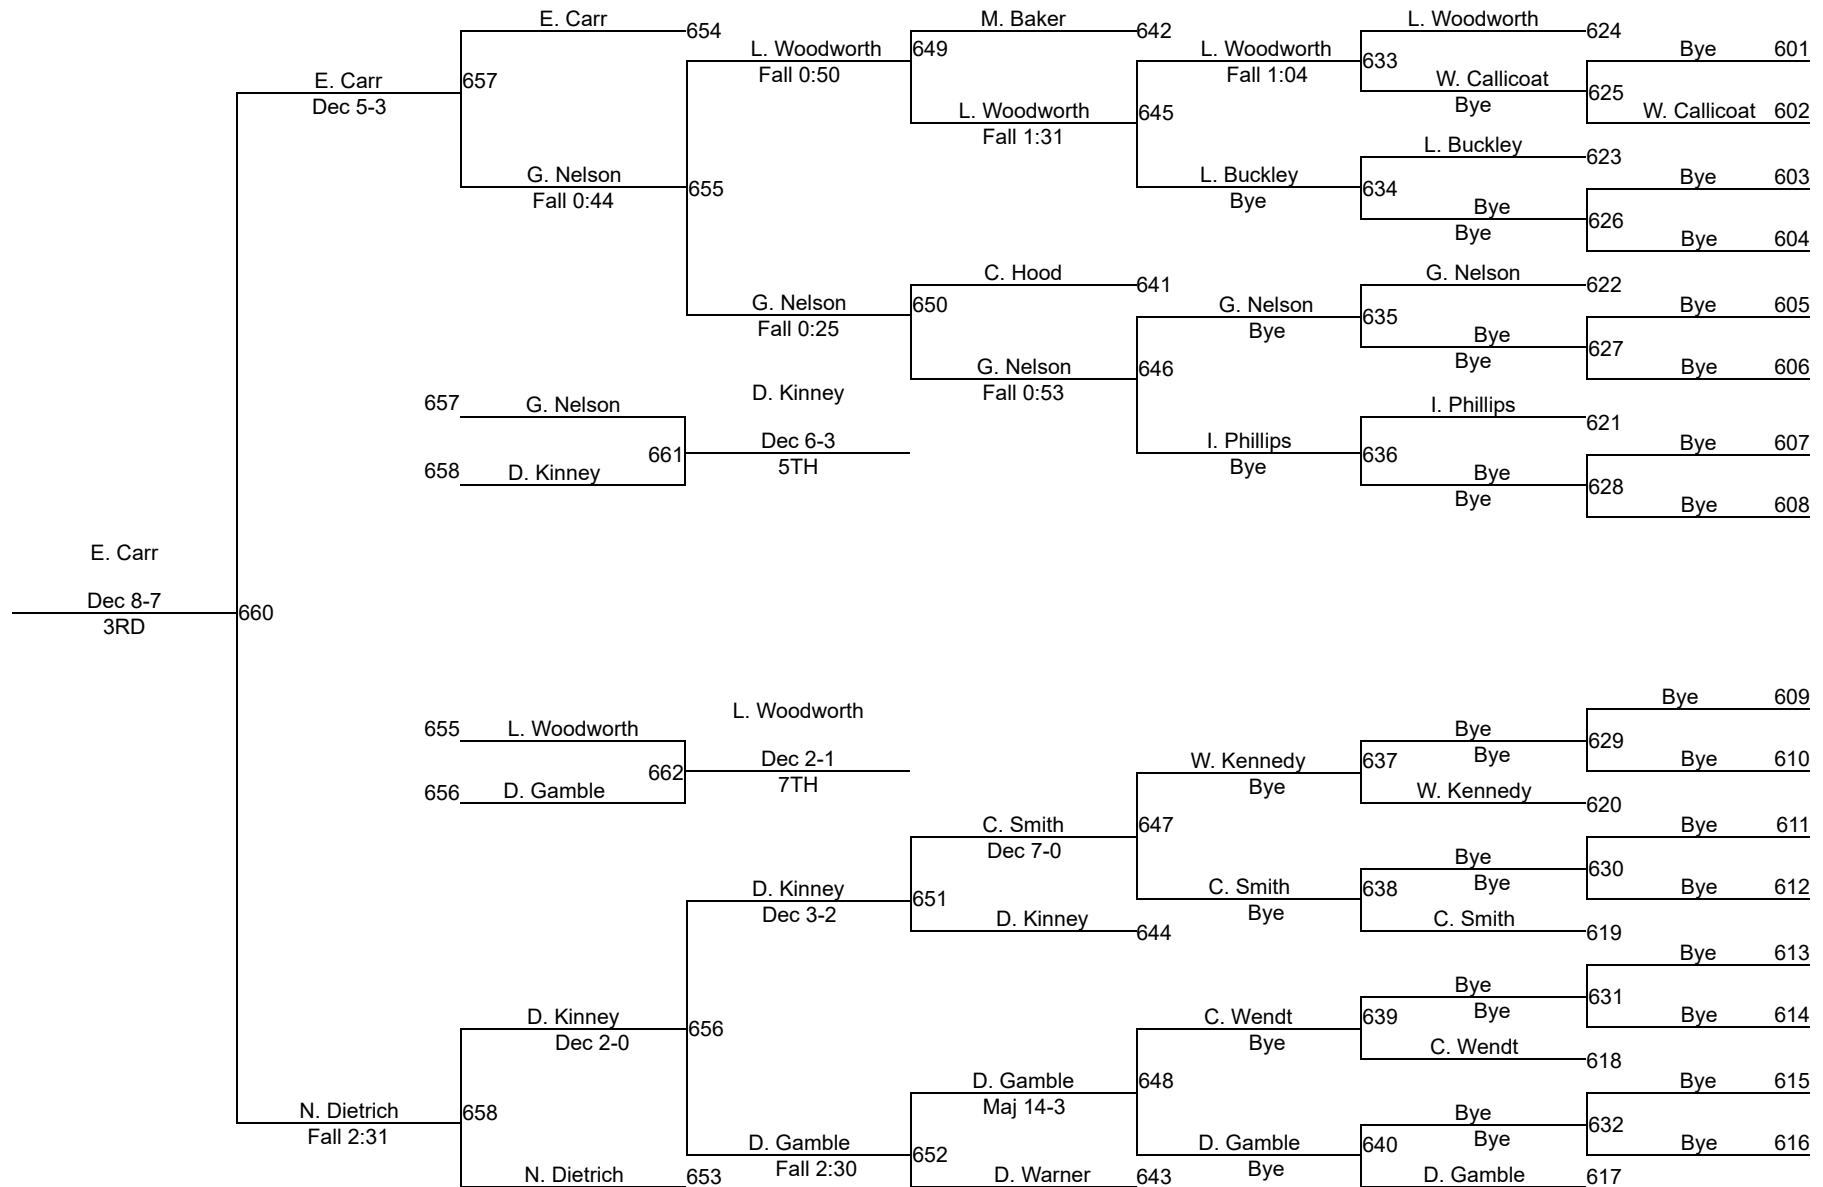 E. Carr 654
M. Baker 642
L. Woodworth 624
L. Woodworth 649
Fall 0:50
L. Woodworth 633
Fall 1:04
Bye 601
E. Carr 657
Dec 5-3
W. Callicoat 625
Bye
L. Woodworth 645
Fall 1:31
W. Callicoat 602
L. Buckley 623
G. Nelson 655
Fall 0:44
L. Buckley 634
Bye
Bye 603
Bye 626
Bye
Bye 604
C. Hood 641
G. Nelson 622
G. Nelson 650
Fall 0:25
G. Nelson 635
Bye
Bye 605
Bye 627
Bye
G. Nelson 646
Fall 0:53
Bye 606
D. Kinney
657 G. Nelson
I. Phillips 621
661 Dec 6-3
5TH
I. Phillips 636
Bye
Bye 607
658 D. Kinney
Bye 628
Bye
Bye 608
E. Carr
Dec 8-7 660
3RD
Bye 609
L. Woodworth
655 L. Woodworth
Bye 629
Bye
662 Dec 2-1
7TH
W. Kennedy 637
Bye
Bye 610
656 D. Gamble
W. Kennedy 620
C. Smith 647
Dec 7-0
Bye 611
Bye 630
Bye
D. Kinney 651
Dec 3-2
C. Smith 638
Bye
Bye 612
D. Kinney 644
C. Smith 619
Bye 613
Bye 631
Bye
D. Kinney 656
Dec 2-0
C. Wendt 639
Bye
Bye 614
C. Wendt 618
D. Gamble 648
Maj 14-3
Bye 615
N. Dietrich 658
Fall 2:31
Bye 632
Bye
D. Gamble 652
Fall 2:30
D. Gamble 640
Bye
Bye 616
N. Dietrich 653
D. Warner 643
D. Gamble 617